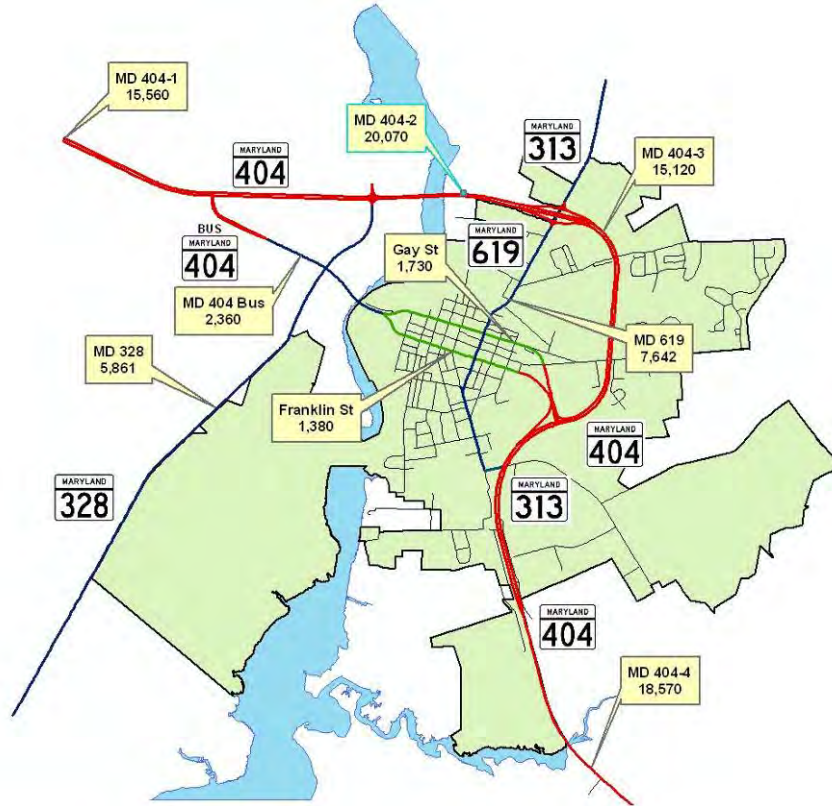 MD 404-1
15,560
MD 404-2
20,070
MARYLAND
313
MD 404-3
15,120
MARYLAND
404
BUS
MARYLAND
404
MARYLAND
619
Gay St
1,730
MD 404 Bus
2,360
MD 619
7,642
MD 328
5,861
Franklin St
1,380
MARYLAND
404
MARYLAND
328
MARYLAND
313
MARYLAND
404
MD 404-4
18,570